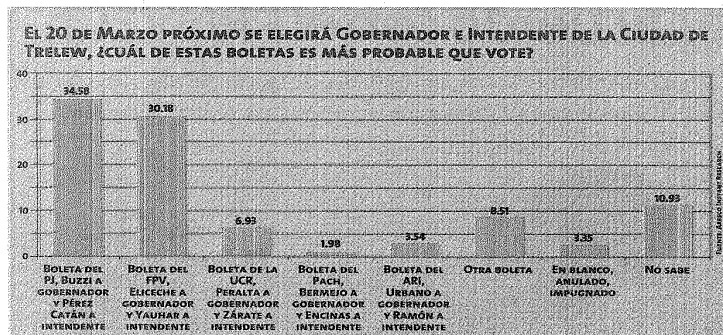 El 20 de Marzo próximo se elegirá Gobernador e Intendente de la Ciudad de
Trelew, ¿cuál de estas boletas es más probable que vote?
40
30
20
10
0
34.58
30.18
6.93
1.98
3.54
8.51
3.35
10.93
Boleta del
PJ, Buzzi a
gobernador
y Pérez
Catán a
intendente
Boleta del
FPV,
Eliceche a
gobernador
y Yauhar a
intendente
Boleta de la
UCR,
Peralta a
gobernador
y Zárate a
intendente
Boleta del
Pach,
Bermejo a
gobernador
y Encinas a
intendente
Boleta del
ARI,
Urbano a
gobernador
y Ramón a
intendente
Otra boleta
En blanco,
anulado,
impugnado
No sabe